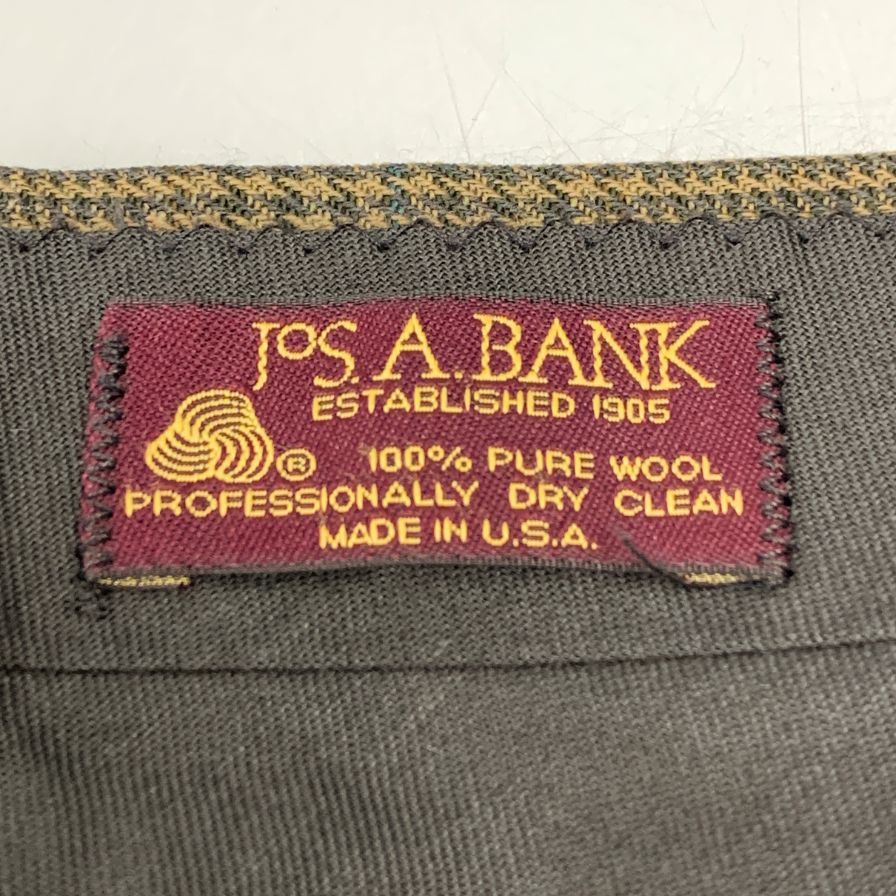 JOS. A. BANK
ESTABLISHED 1905
® 100% PURE WOOL
PROFESSIONALLY DRY CLEAN
MADE IN U.S.A.